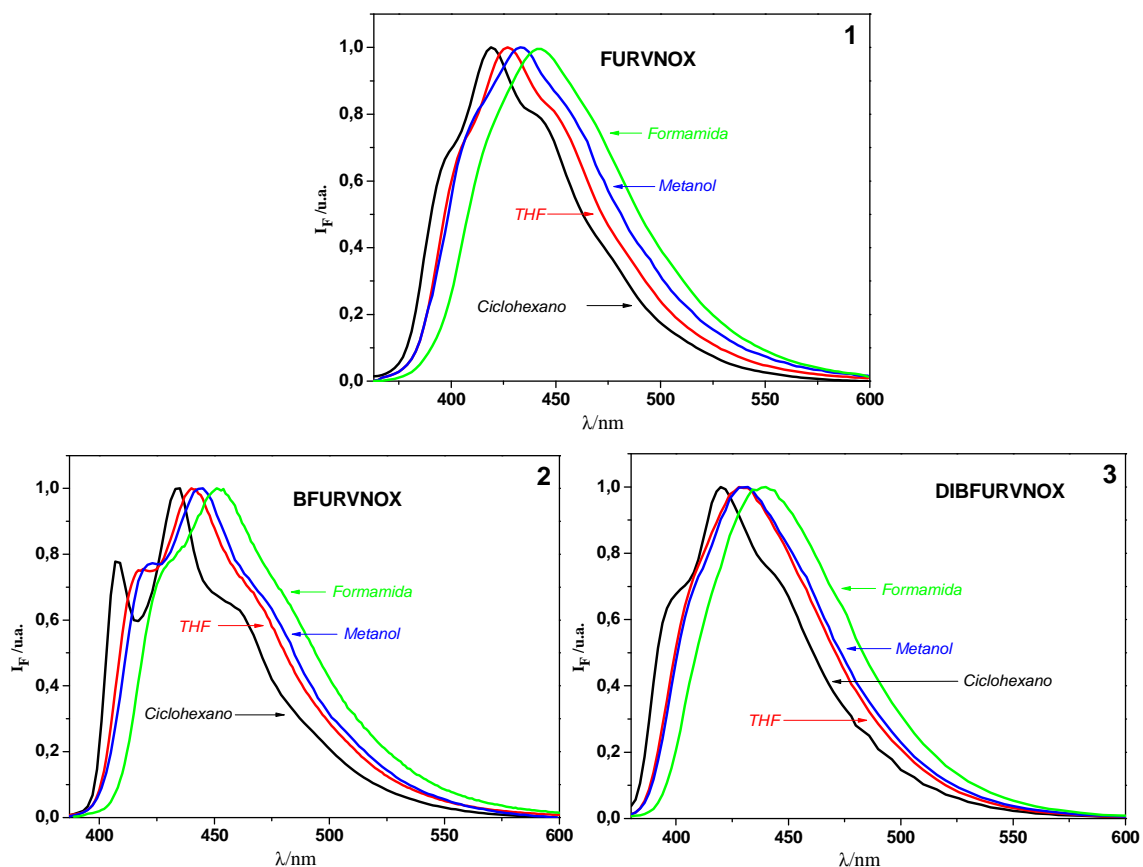 1
FURVNOX
1,0
0,8
0,6
0,4
0,2
0,0
I_F /u.a.
Formamida
Metanol
THF
Ciclohexano
400 450 500 550 600
λ/nm
2
BFURVNOX
1,0
0,8
0,6
0,4
0,2
0,0
I_F /u.a.
Formamida
THF
Metanol
Ciclohexano
400 450 500 550 600
λ/nm
3
DIBFURVNOX
1,0
0,8
0,6
0,4
0,2
0,0
I_F /u.a.
Formamida
Metanol
Ciclohexano
THF
400 450 500 550 600
λ/nm